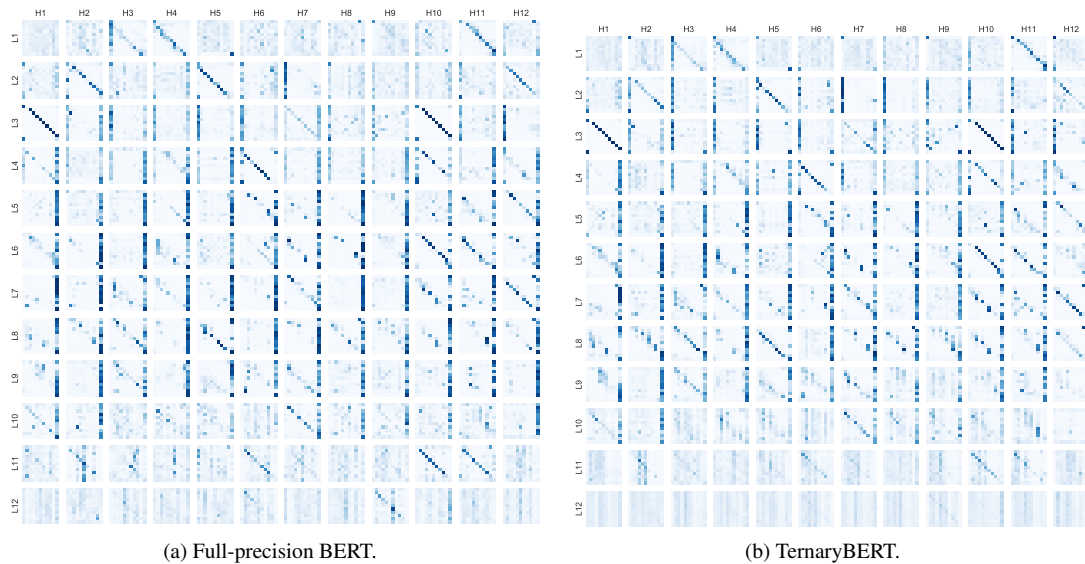 H1 H2 H3 H4 H5 H6 H7 H8 H9 H10 H11 H12
L1
L2
L3
L4
L5
L6
L7
L8
L9
L10
L11
L12
(a) Full-precision BERT.
H1 H2 H3 H4 H5 H6 H7 H8 H9 H10 H11 H12
L1
L2
L3
L4
L5
L6
L7
L8
L9
L10
L11
L12
(b) TernaryBERT.